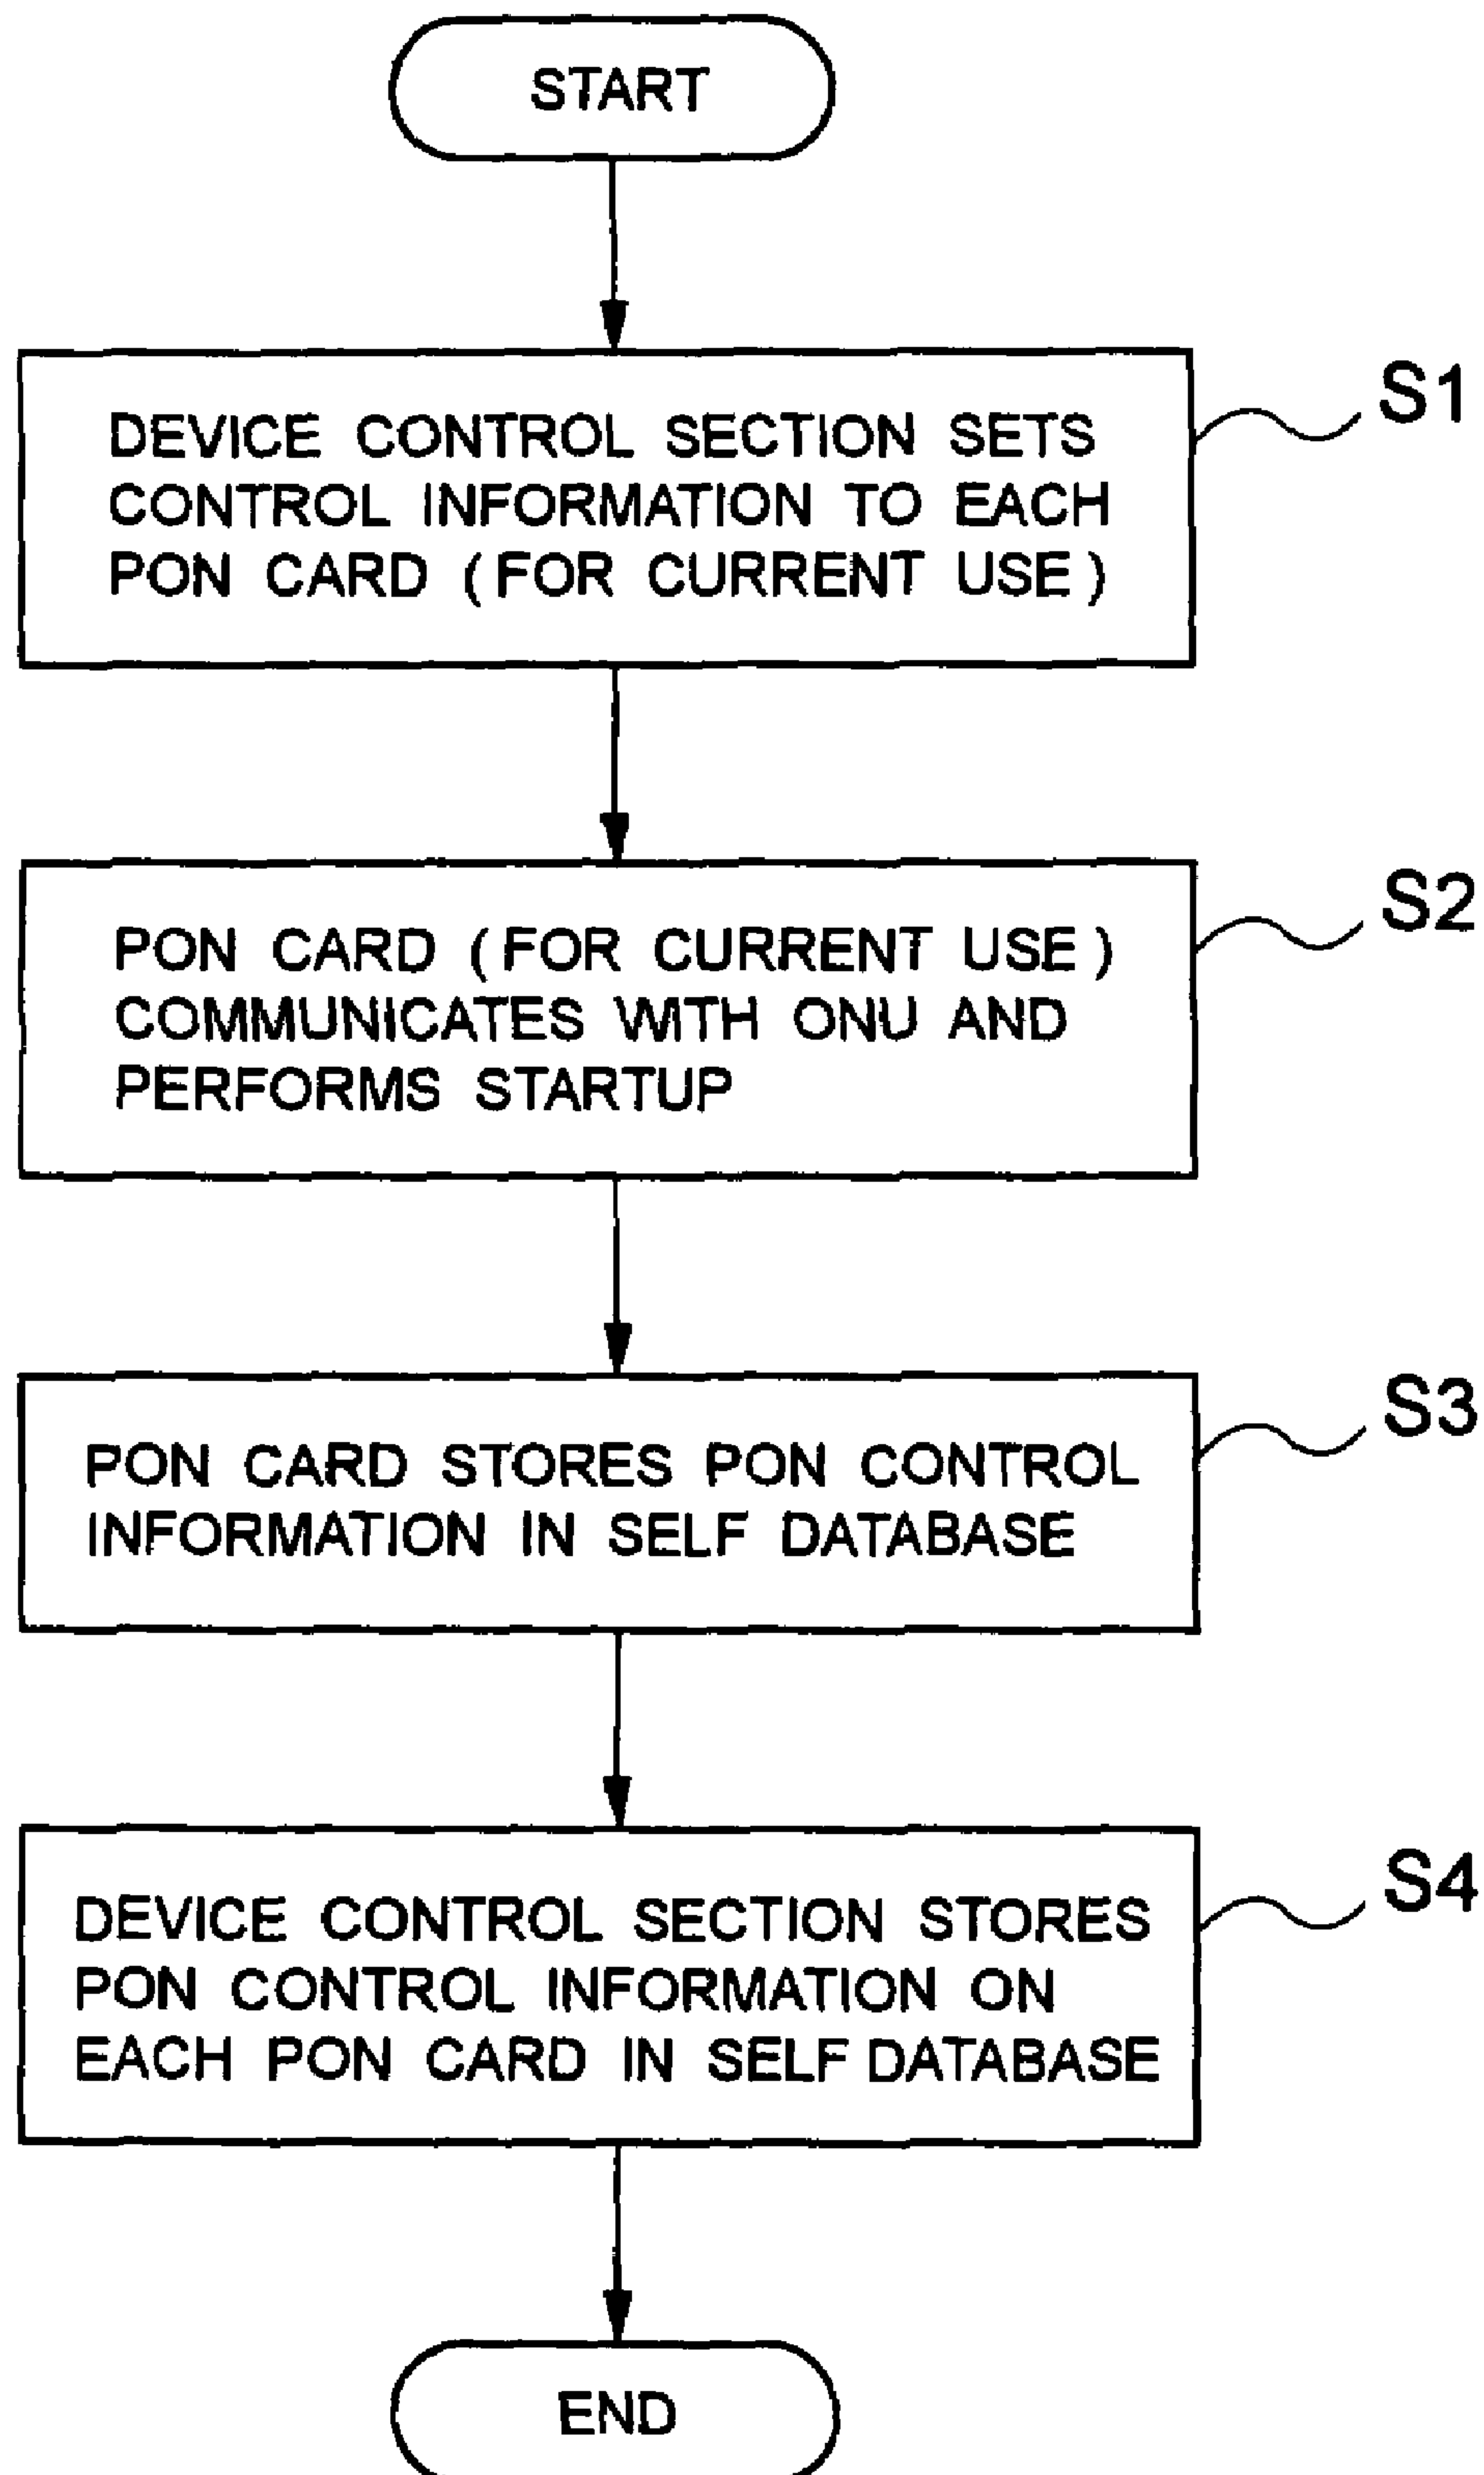 START
DEVICE CONTROL SECTION SETS
CONTROL INFORMATION TO EACH
PON CARD (FOR CURRENT USE)
S1
PON CARD (FOR CURRENT USE)
COMMUNICATES WITH ONU AND
PERFORMS STARTUP
S2
PON CARD STORES PON CONTROL
INFORMATION IN SELF DATABASE
S3
DEVICE CONTROL SECTION STORES
PON CONTROL INFORMATION ON
EACH PON CARD IN SELF DATABASE
S4
END